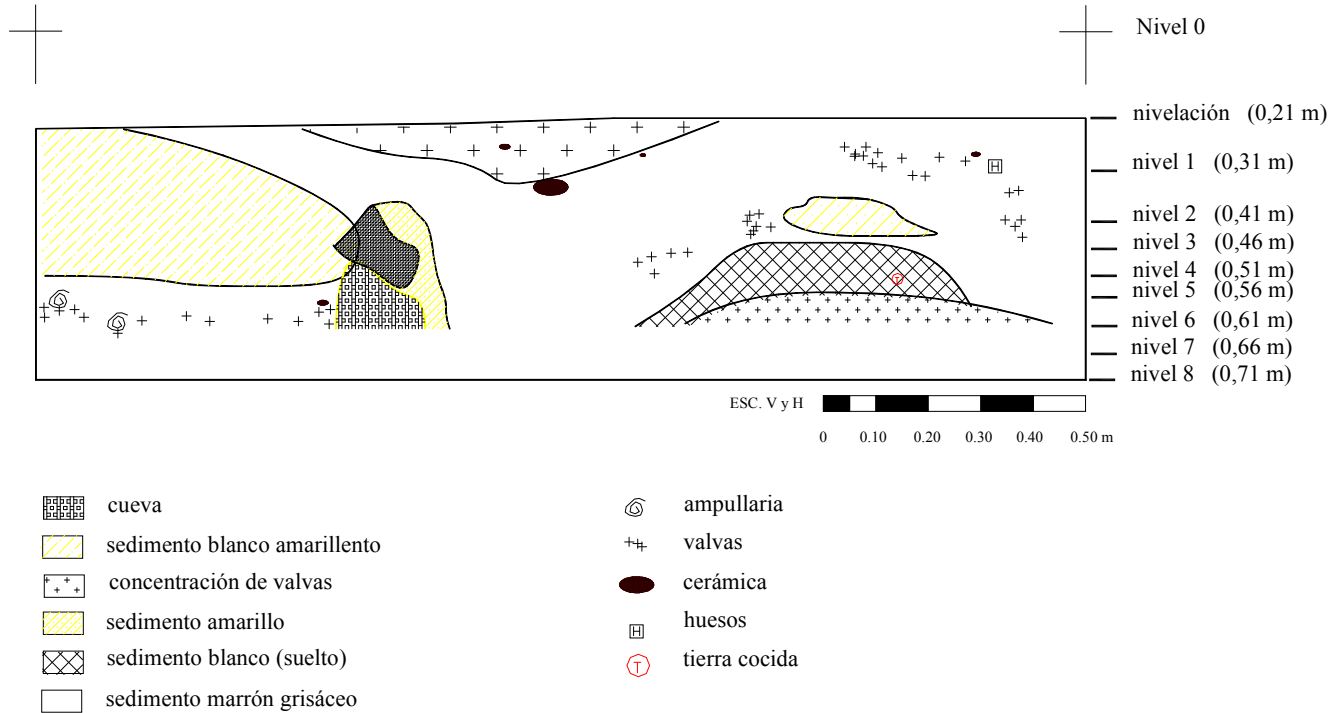 Nivel 0
nivelación (0,21 m)
nivel 1 (0,31 m)
H
nivel 2 (0,41 m)
nivel 3 (0,46 m)
nivel 4 (0,51 m)
T
nivel 5 (0,56 m)
nivel 6 (0,61 m)
nivel 7 (0,66 m)
nivel 8 (0,71 m)
ESC. V y H
0 0.10 0.20 0.30 0.40 0.50 m
cueva
sedimento blanco amarillento
concentración de valvas
sedimento amarillo
sedimento blanco (suelto)
sedimento marrón grisáceo
ampullaria
valvas
cerámica
H huesos
T tierra cocida